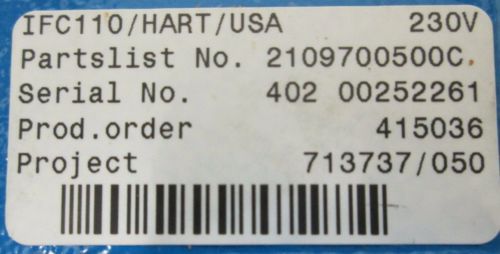 IFC110/HART/USA 230V
Partslist No. 2109700500C.
Serial No. 402 00252261
Prod.order 415036
Project 713737/050